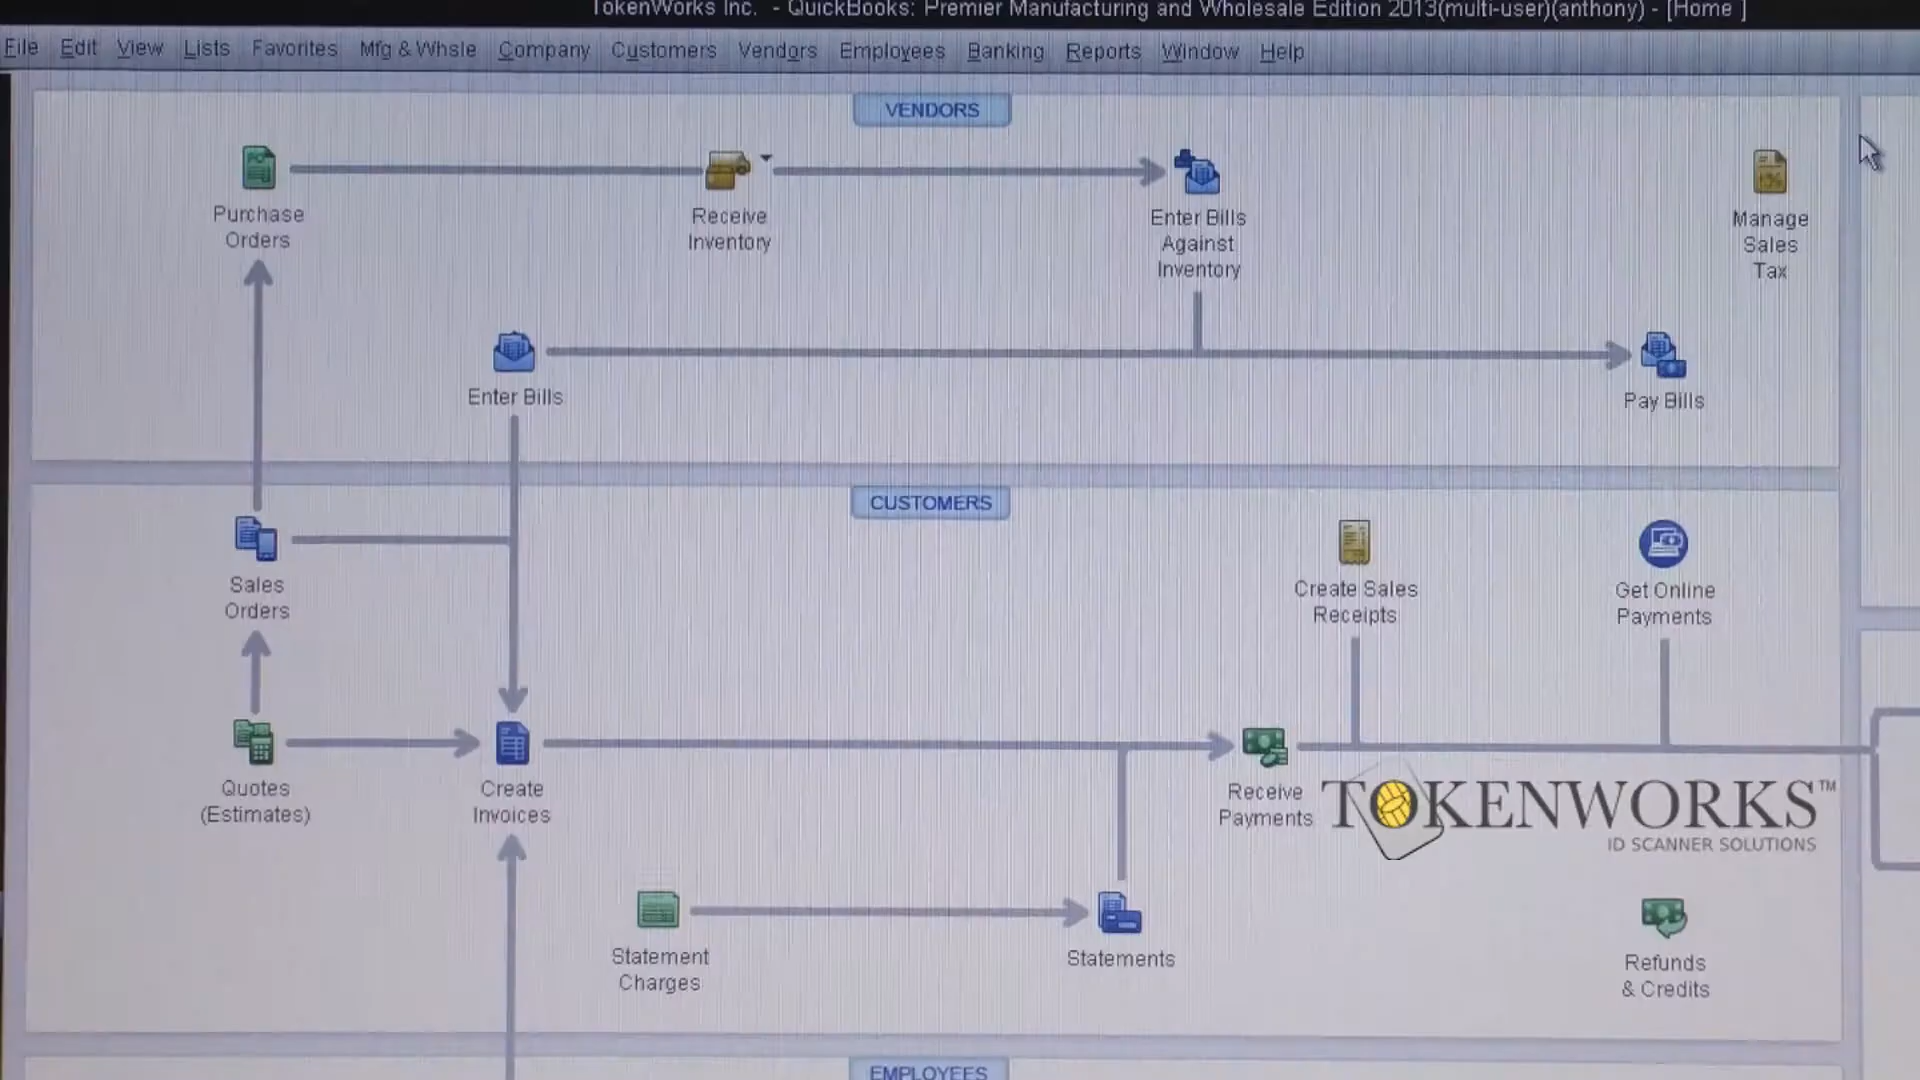 TokenWorks Inc. - QuickBooks: Premier Manufacturing and Wholesale Edition 2013(multi-user)(anthony) - [Home ]
File Edit View Lists Favorites Mfg & Whsle Company Customers Vendors Employees Banking Reports Window Help
VENDORS
Purchase
Orders
Receive
Inventory
Enter Bills
Against
Inventory
Manage
Sales
Tax
Enter Bills
Pay Bills
CUSTOMERS
Sales
Orders
Create Sales
Receipts
Get Online
Payments
Quotes
(Estimates)
Create
Invoices
Receive
Payments
TOKENWORKS™
ID SCANNER SOLUTIONS
Statement
Charges
Statements
Refunds
& Credits
EMPLOYEES